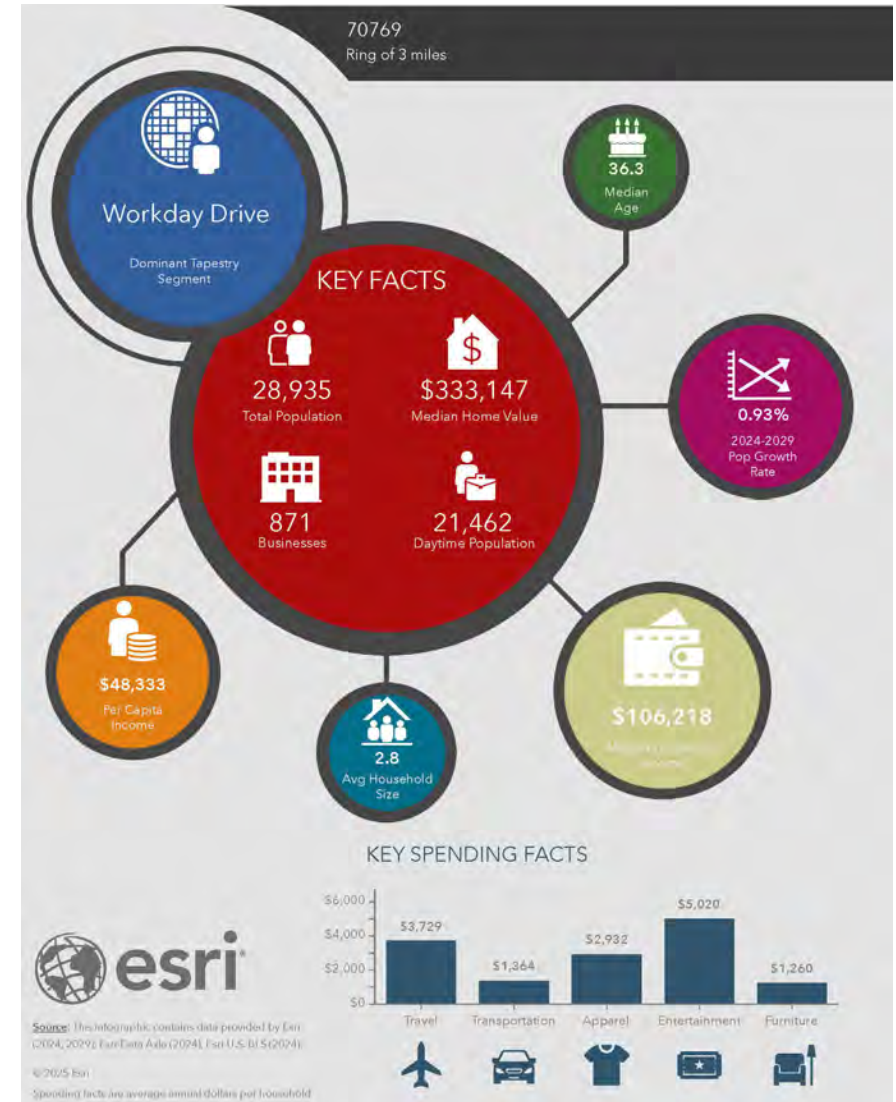 70769
Ring of 3 miles
Workday Drive
Dominant Tapestry
Segment
36.3
Median
Age
KEY FACTS
28,935
Total Population
$333,147
Median Home Value
871
Businesses
21,462
Daytime Population
0.93%
2024-2029
Pop Growth
Rate
$48,333
Per Capita
Income
2.8
Avg Household
Size
$106,218
KEY SPENDING FACTS
$6,000
$4,000
$2,000
$0
$3,729
$1,364
$2,932
$5,020
$1,260
Travel
Transportation
Apparel
Entertainment
Furniture
esri
Source: This infographic contains data provided by Esri
(2024, 2029), Esri-Data Axle (2024), Esri-U.S. BLS (2024).
© 2025 Esri
Spending facts are average annual dollars per household